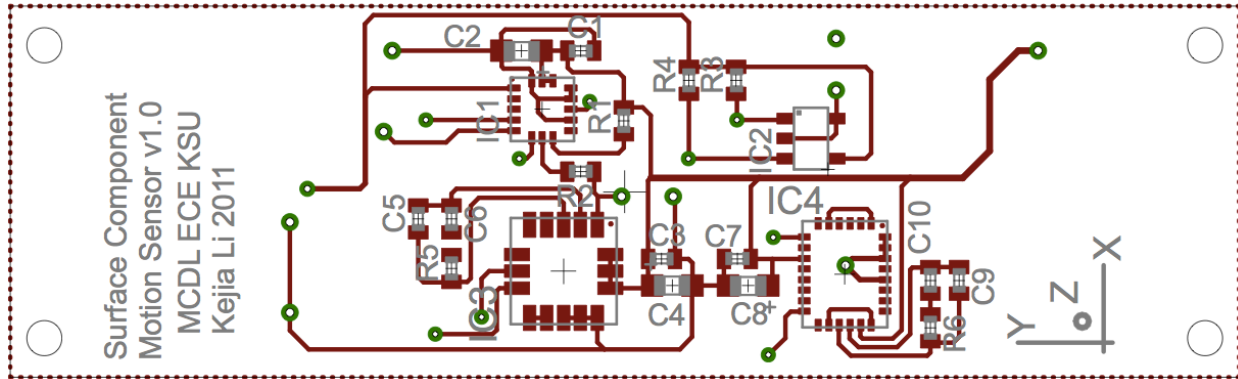 Surface Component
Motion Sensor v1.0
MCDL ECE KSU
Kejia Li 2011
C2
C1
IC1
R1
R2
R4
R3
IC2
C5
C6
R5
IC3
C3
C4
C7
C8
IC4
C10
C9
R6
X
Y
Z